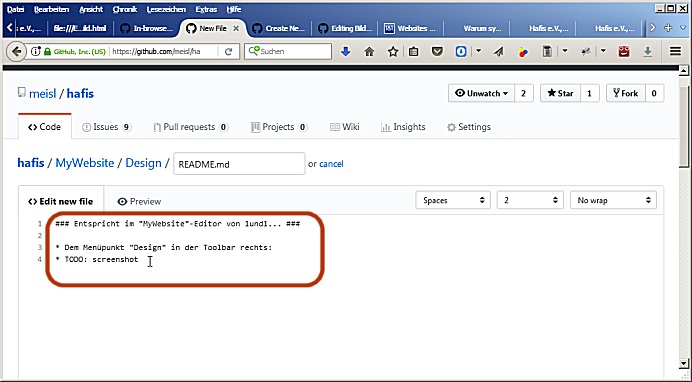 Datei Bearbeiten Ansicht Chronik Lesezeichen Extras Hilfe
: e.V.,... file:///E...ild.html In-browse... New File Create Ne... Editing Bild... Websites ... Warum sy... Hafis e.V.,... Hafis e.V.,...
GitHub, Inc. (US) https://github.com/meisl/ha Suchen
meisl / hafis
Unwatch 2 Star 1 Fork 0
Code Issues 9 Pull requests 0 Projects 0 Wiki Insights Settings
hafis / MyWebsite / Design / README.md or cancel
Edit new file Preview Spaces 2 No wrap
1 ### Entspricht im "MyWebsite"-Editor von 1und1... ###
2
3 * Dem Menüpunkt "Design" in der Toolbar rechts:
4 * TODO: screenshot